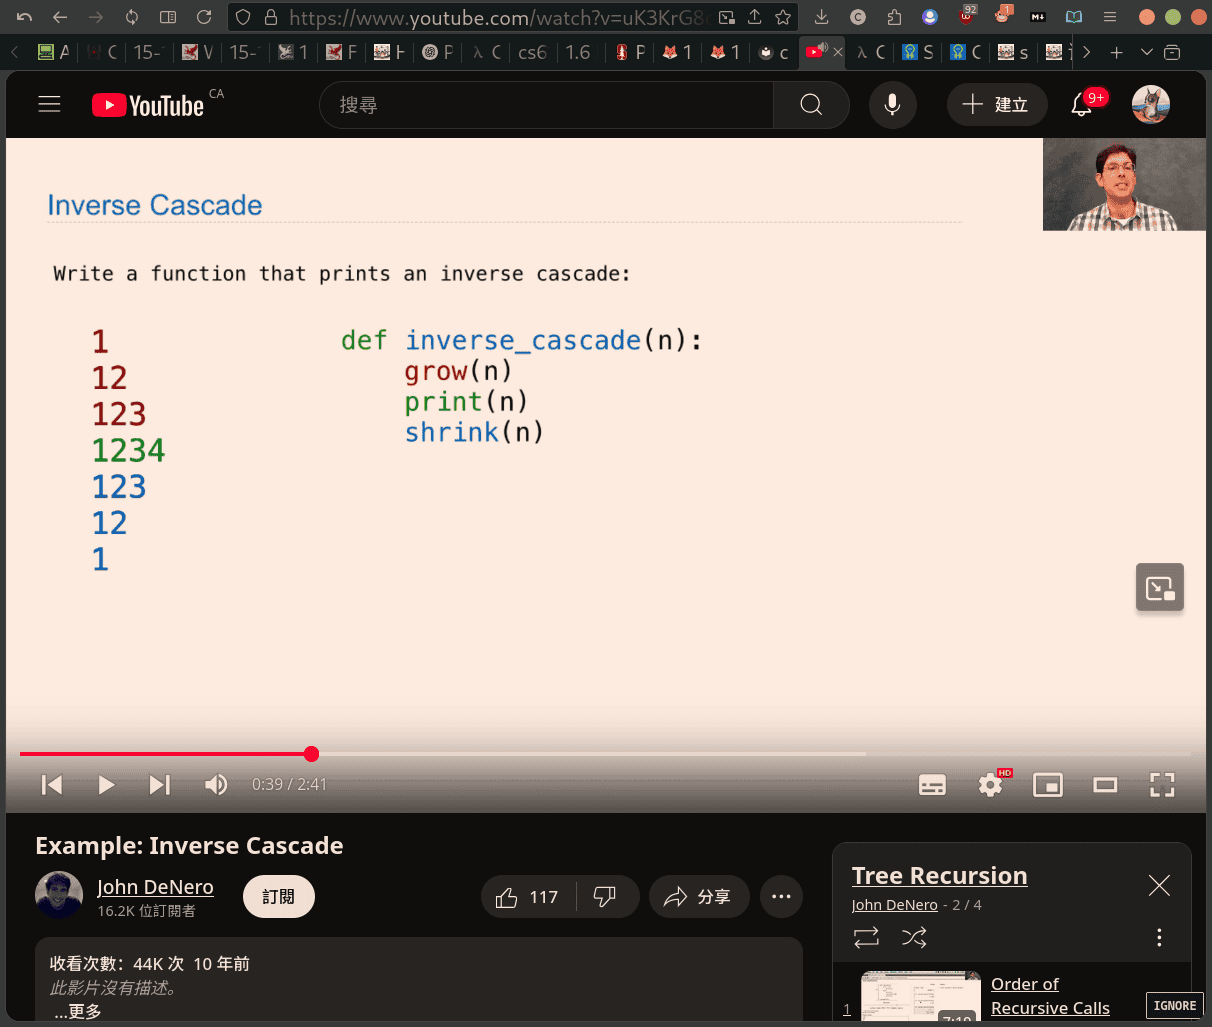 https://www.youtube.com/watch?v=uK3KrG8
92
1
A
C
15-
V
15-
1
F
H
P
C
cs6
1.6
P
1
1
c
C
S
C
s
YouTube CA
搜尋
建立
9+
Inverse Cascade
Write a function that prints an inverse cascade:
1
12
123
1234
123
12
1
def inverse_cascade(n):
grow(n)
print(n)
shrink(n)
0:39 / 2:41
HD
Example: Inverse Cascade
John DeNero
16.2K 位訂閱者
訂閱
117
分享
收看次數：44K 次 10 年前
此影片沒有描述。
...更多
Tree Recursion
John DeNero - 2 / 4
1
Order of
Recursive Calls
IGNORE